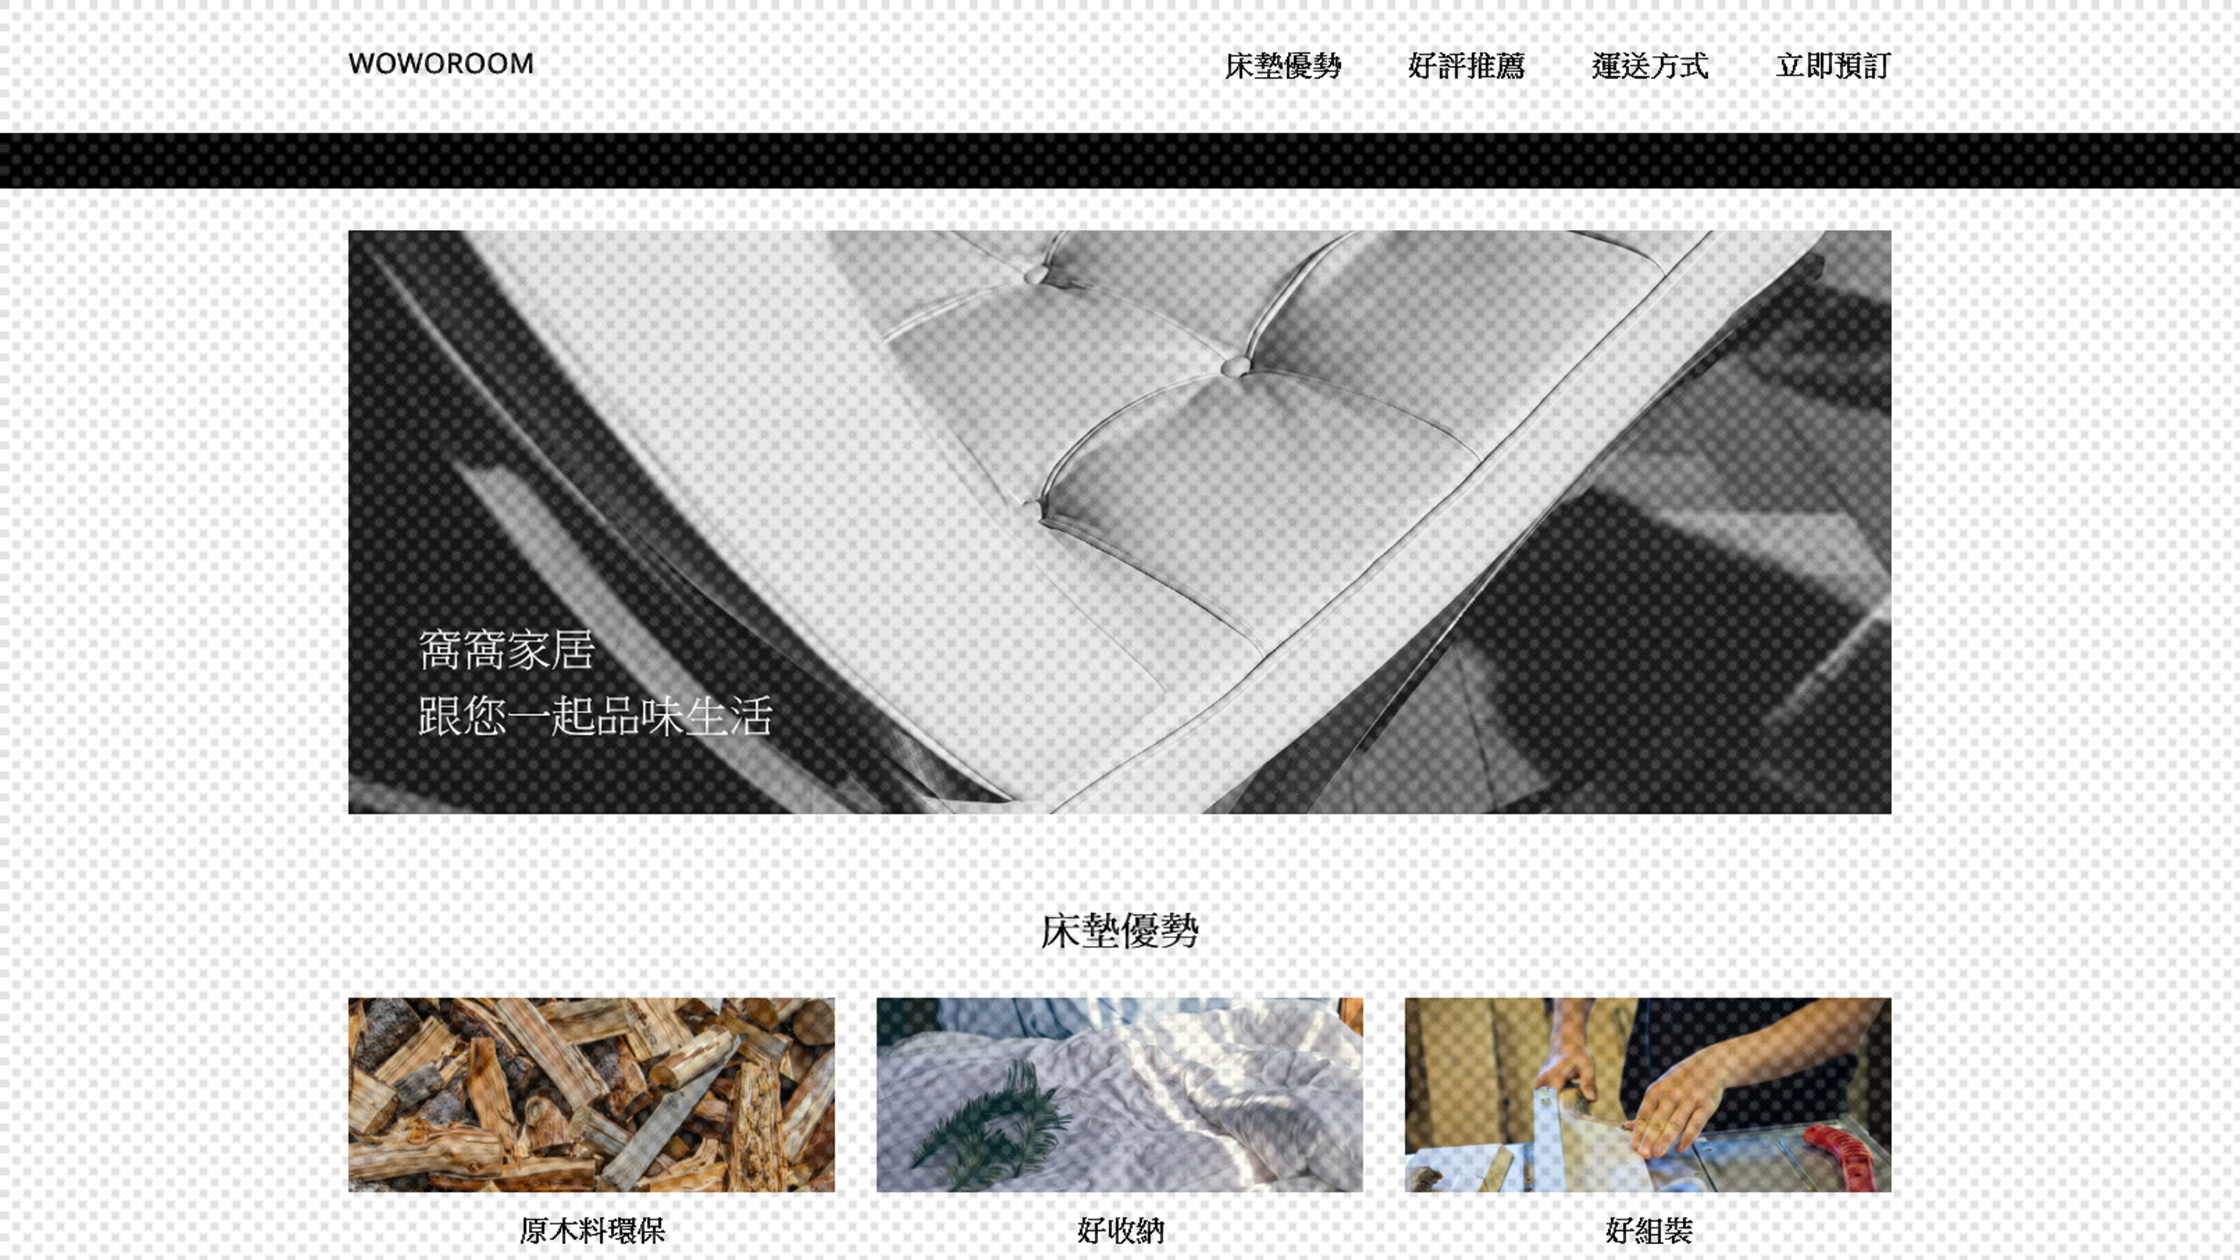 WOWOROOM
床墊優勢 好評推薦 運送方式 立即預訂
窩窩家居
跟您一起品味生活
床墊優勢
原木料環保
好收納
好組裝